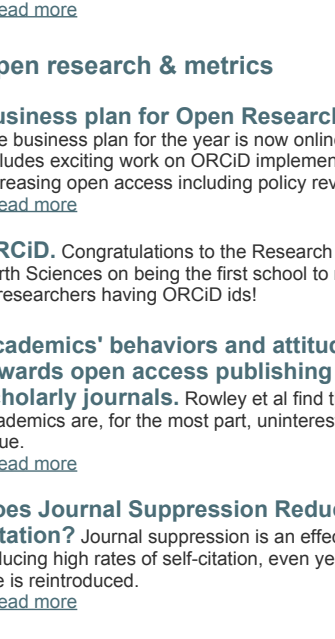 ead more
pen research & metrics
usiness plan for Open Research
e business plan for the year is now online
cludes exciting work on ORCiD implemen
creasing open access including policy rev
ead more
RCiD. Congratulations to the Research
rth Sciences on being the first school to
researchers having ORCiD ids!
cademics' behaviors and attitud
wards open access publishing
holarly journals. Rowley et al find t
ademics are, for the most part, uninteres
ue.
ead more
oes Journal Suppression Redu
tation? Journal suppression is an effec
ducing high rates of self-citation, even ye
e is reintroduced.
ead more